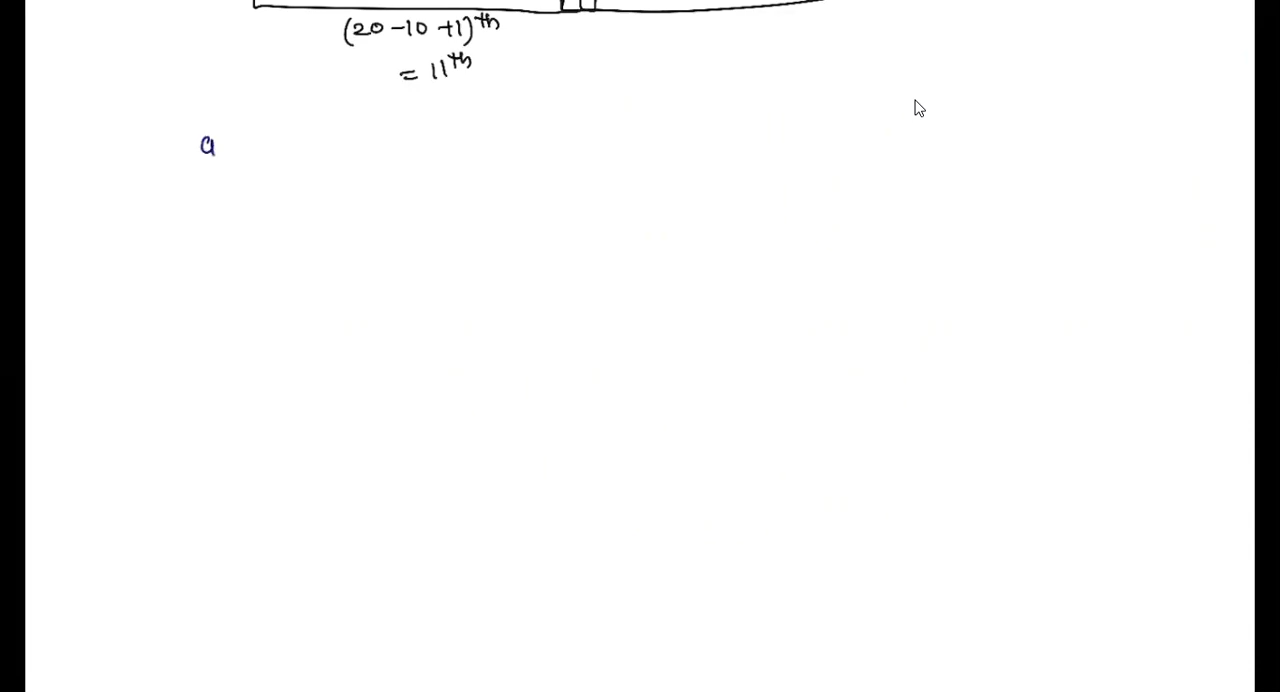 (20-10+1)th
= 11th
a